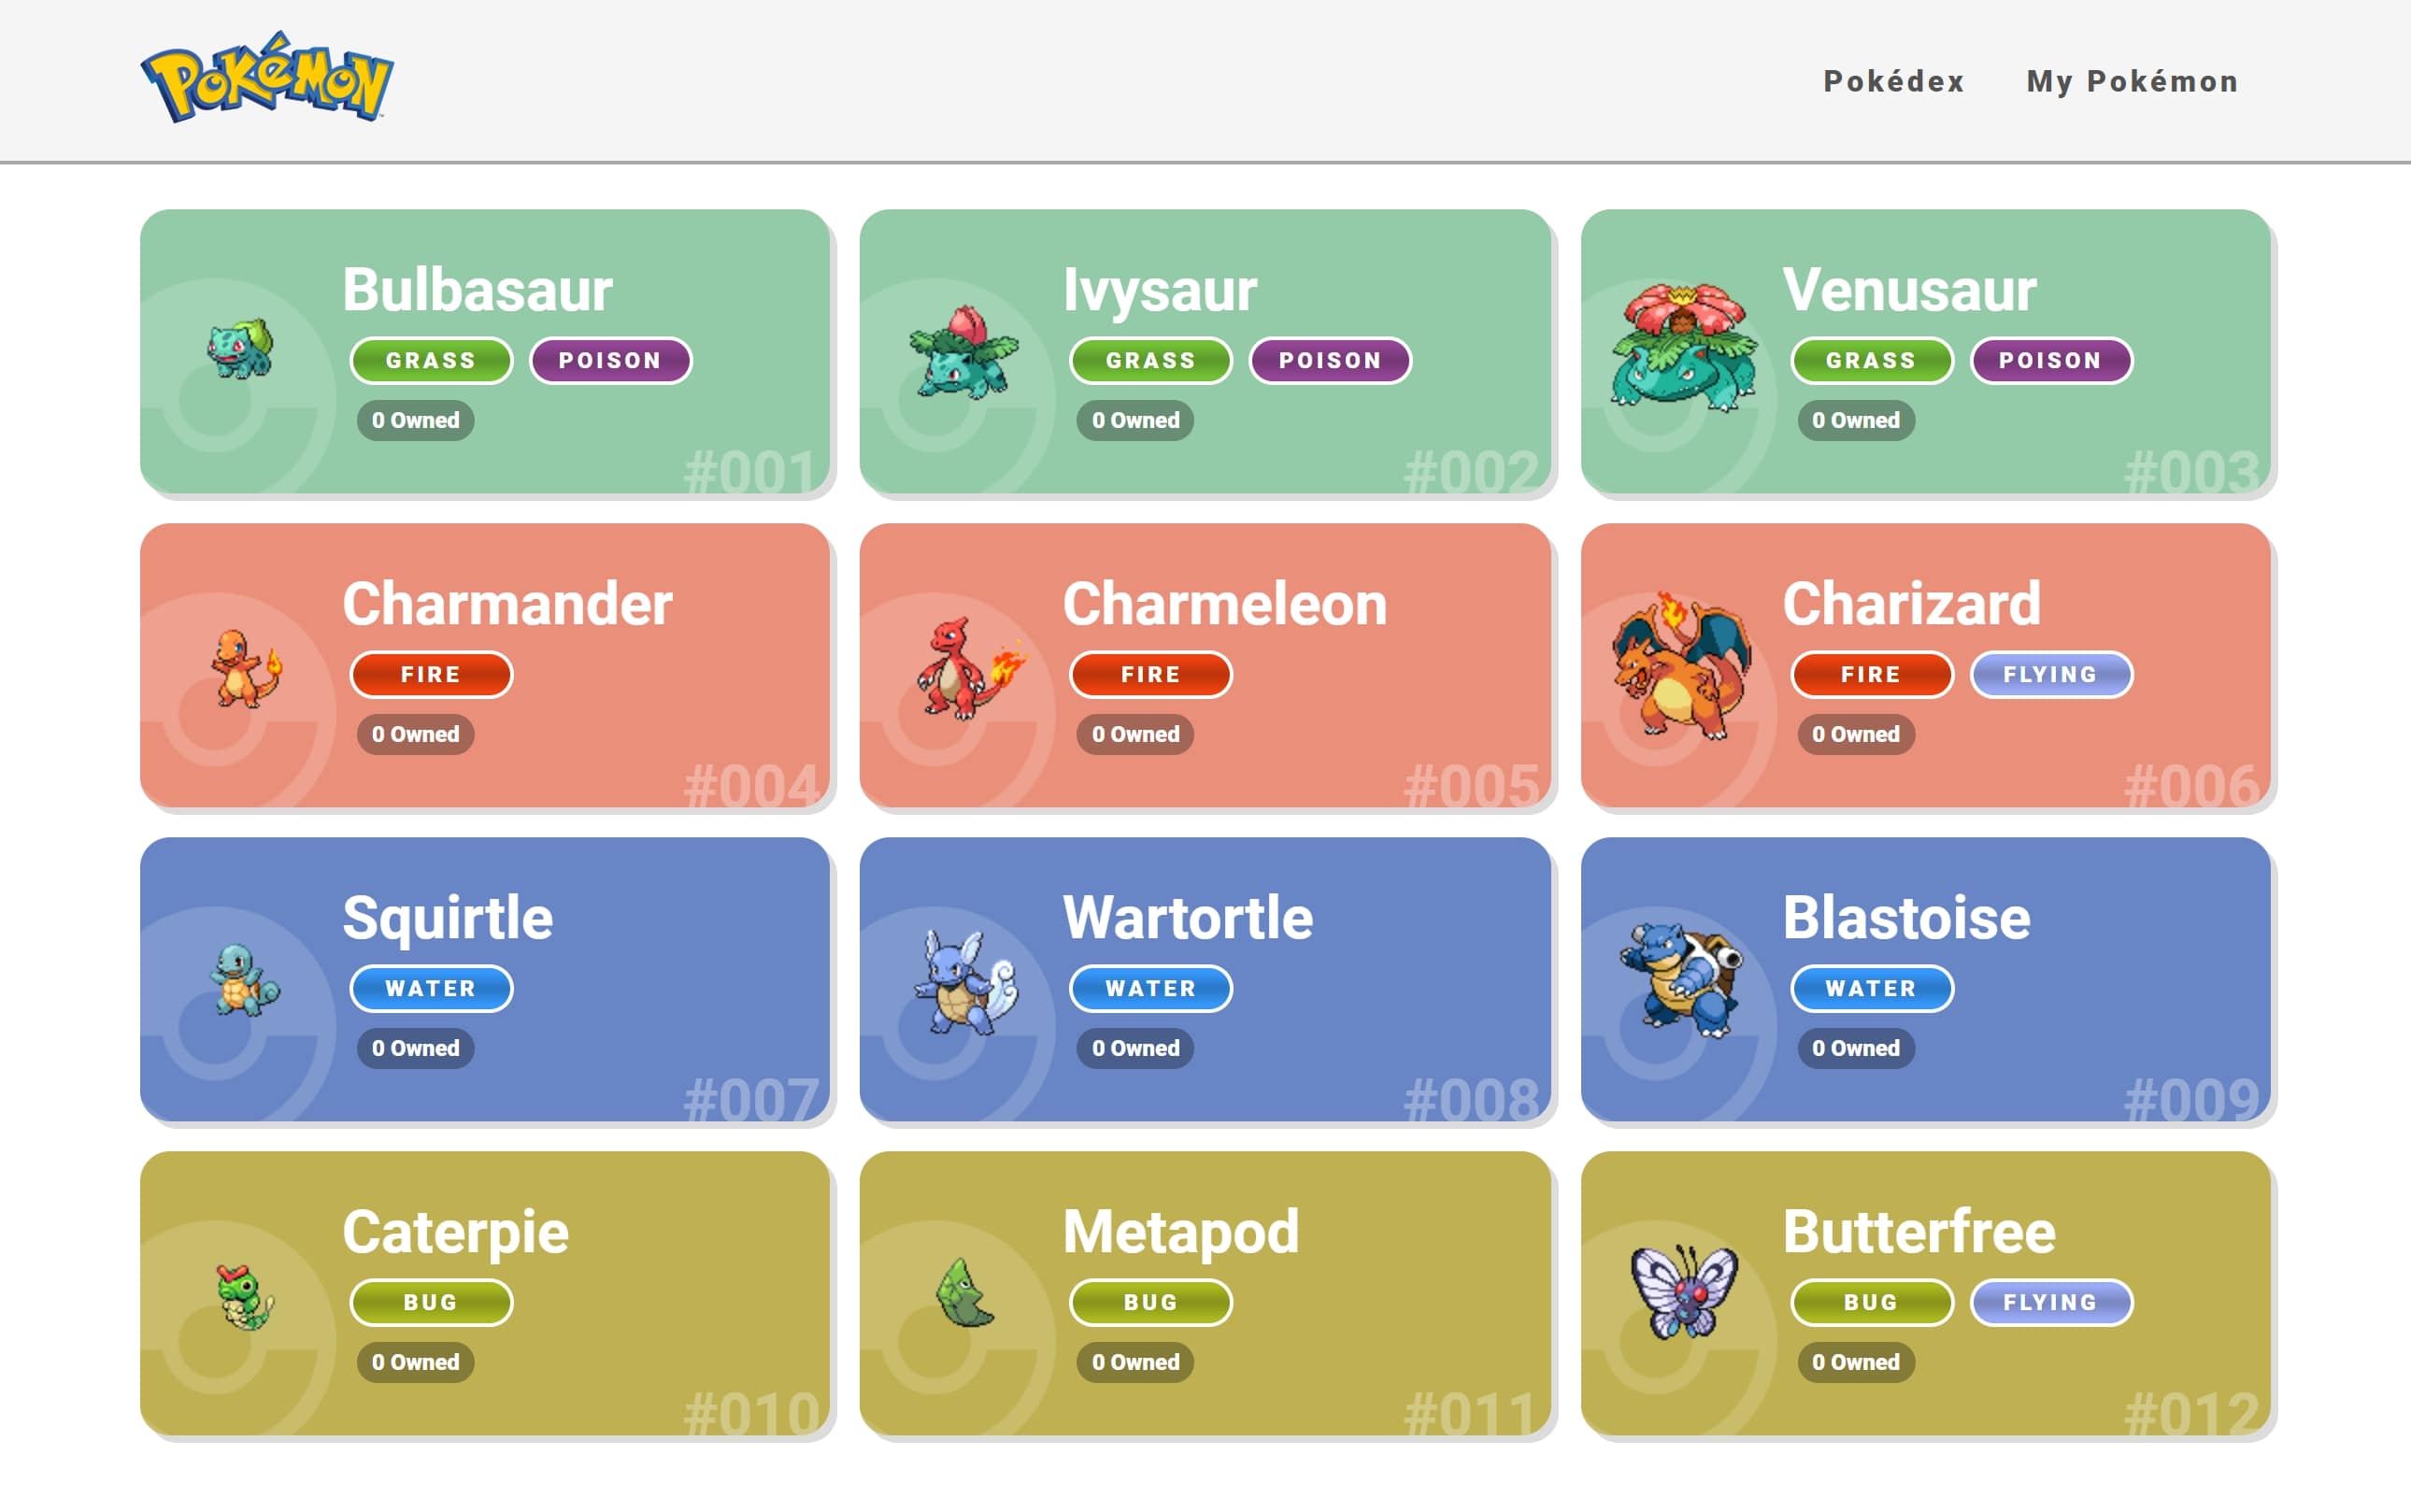 POKéMON
Pokédex My Pokémon
Bulbasaur
GRASS POISON
0 Owned
#001
Ivysaur
GRASS POISON
0 Owned
#002
Venusaur
GRASS POISON
0 Owned
#003
Charmander
FIRE
0 Owned
#004
Charmeleon
FIRE
0 Owned
#005
Charizard
FIRE FLYING
0 Owned
#006
Squirtle
WATER
0 Owned
#007
Wartortle
WATER
0 Owned
#008
Blastoise
WATER
0 Owned
#009
Caterpie
BUG
0 Owned
#010
Metapod
BUG
0 Owned
#011
Butterfree
BUG FLYING
0 Owned
#012